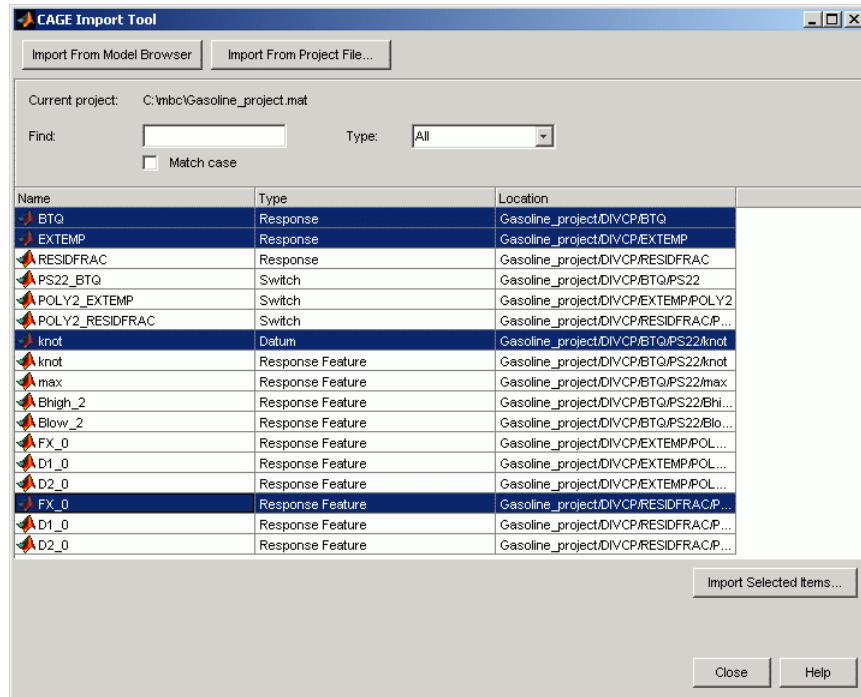 CAGE Import Tool
Import From Model Browser Import From Project File...
Current project: C:\mbc\Gasoline_project.mat
Find: Type: All
Match case
Name Type Location
BTQ Response Gasoline_project/DIVCP/BTQ
EXTEMP Response Gasoline_project/DIVCP/EXTEMP
RESIDFRAC Response Gasoline_project/DIVCP/RESIDFRAC
PS22_BTQ Switch Gasoline_project/DIVCP/BTQ/PS22
POLY2_EXTEMP Switch Gasoline_project/DIVCP/EXTEMP/POLY2
POLY2_RESIDFRAC Switch Gasoline_project/DIVCP/RESIDFRAC/P...
knot Datum Gasoline_project/DIVCP/BTQ/PS22/knot
knot Response Feature Gasoline_project/DIVCP/BTQ/PS22/knot
max Response Feature Gasoline_project/DIVCP/BTQ/PS22/max
Bhigh_2 Response Feature Gasoline_project/DIVCP/BTQ/PS22/Bhi...
Blow_2 Response Feature Gasoline_project/DIVCP/BTQ/PS22/Blo...
FX_0 Response Feature Gasoline_project/DIVCP/EXTEMP/POL...
D1_0 Response Feature Gasoline_project/DIVCP/EXTEMP/POL...
D2_0 Response Feature Gasoline_project/DIVCP/EXTEMP/POL...
FX_0 Response Feature Gasoline_project/DIVCP/RESIDFRAC/P...
D1_0 Response Feature Gasoline_project/DIVCP/RESIDFRAC/P...
D2_0 Response Feature Gasoline_project/DIVCP/RESIDFRAC/P...
Import Selected Items...
Close Help